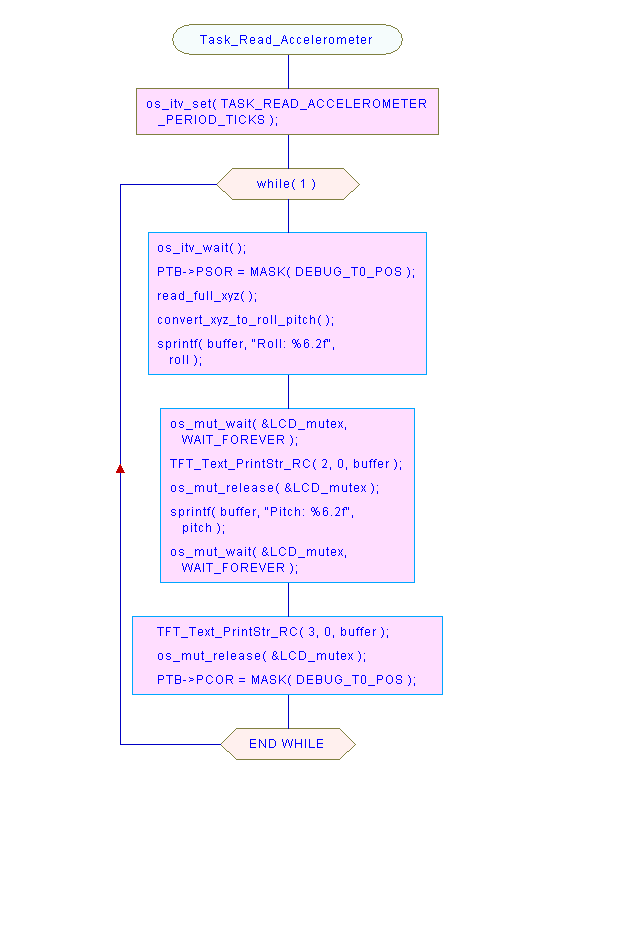 Task_Read_Accelerometer
os_itv_set( TASK_READ_ACCELEROMETER
_PERIOD_TICKS );
while( 1 )
os_itv_wait( );
PTB->PSOR = MASK( DEBUG_T0_POS );
read_full_xyz( );
convert_xyz_to_roll_pitch( );
sprintf( buffer, "Roll: %6.2f",
roll );
os_mut_wait( &LCD_mutex,
WAIT_FOREVER );
TFT_Text_PrintStr_RC( 2, 0, buffer );
os_mut_release( &LCD_mutex );
sprintf( buffer, "Pitch: %6.2f",
pitch );
os_mut_wait( &LCD_mutex,
WAIT_FOREVER );
TFT_Text_PrintStr_RC( 3, 0, buffer );
os_mut_release( &LCD_mutex );
PTB->PCOR = MASK( DEBUG_T0_POS );
END WHILE